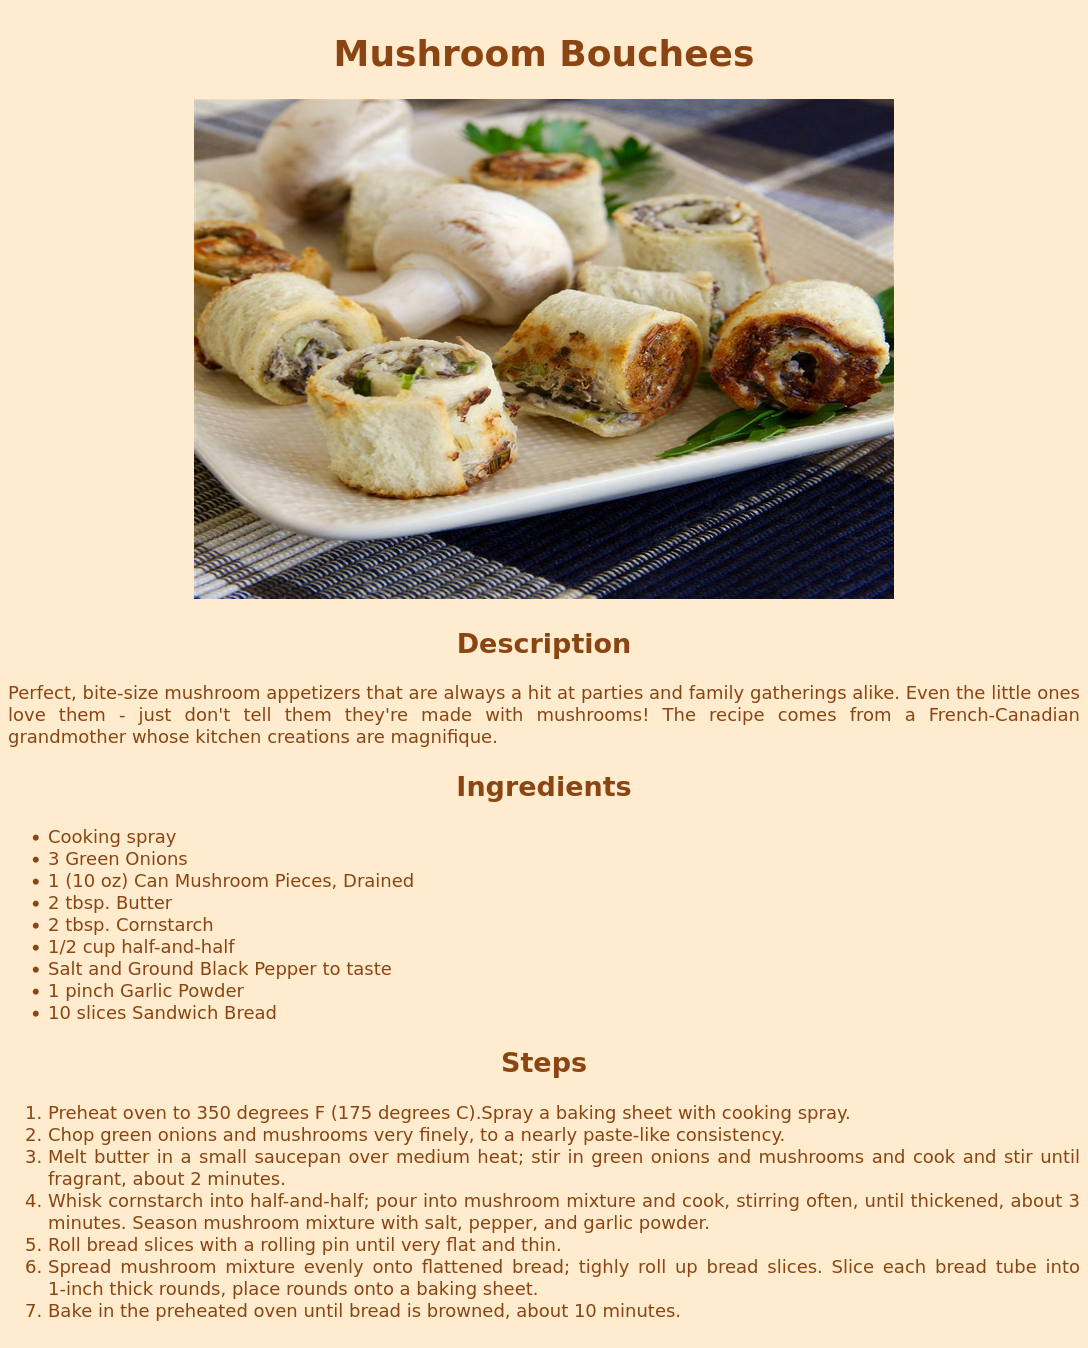 Mushroom Bouchees
Description
Perfect, bite-size mushroom appetizers that are always a hit at parties and family gatherings alike. Even the little ones
love them - just don't tell them they're made with mushrooms! The recipe comes from a French-Canadian
grandmother whose kitchen creations are magnifique.
Ingredients
• Cooking spray
• 3 Green Onions
• 1 (10 oz) Can Mushroom Pieces, Drained
• 2 tbsp. Butter
• 2 tbsp. Cornstarch
• 1/2 cup half-and-half
• Salt and Ground Black Pepper to taste
• 1 pinch Garlic Powder
• 10 slices Sandwich Bread
Steps
1. Preheat oven to 350 degrees F (175 degrees C).Spray a baking sheet with cooking spray.
2. Chop green onions and mushrooms very finely, to a nearly paste-like consistency.
3. Melt butter in a small saucepan over medium heat; stir in green onions and mushrooms and cook and stir until
fragrant, about 2 minutes.
4. Whisk cornstarch into half-and-half; pour into mushroom mixture and cook, stirring often, until thickened, about 3
minutes. Season mushroom mixture with salt, pepper, and garlic powder.
5. Roll bread slices with a rolling pin until very flat and thin.
6. Spread mushroom mixture evenly onto flattened bread; tighly roll up bread slices. Slice each bread tube into
1-inch thick rounds, place rounds onto a baking sheet.
7. Bake in the preheated oven until bread is browned, about 10 minutes.